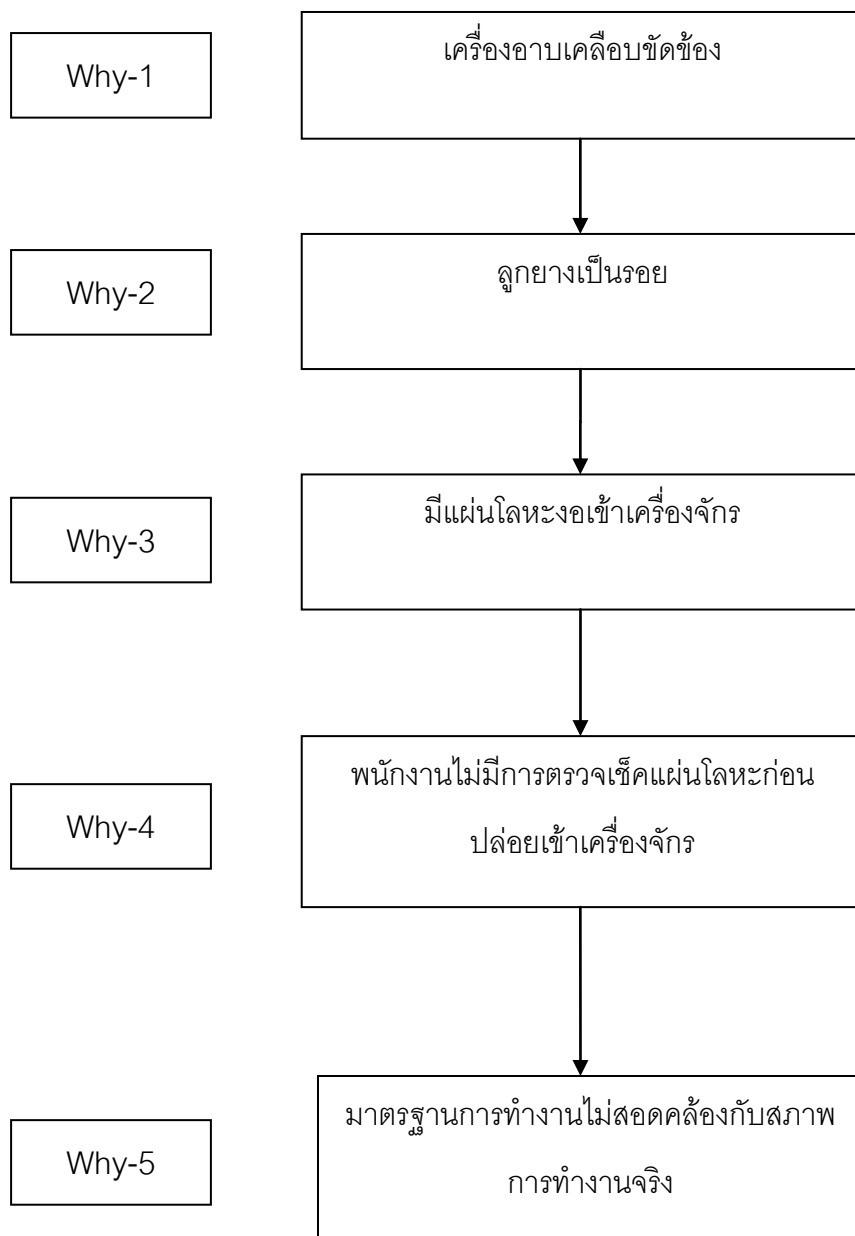 Why-1
เครื่องอาบเคลือบขัดข้อง
Why-2
ลูกยางเป็นรอย
Why-3
มีแผ่นโลหะงอเข้าเครื่องจักร
Why-4
พนักงานไม่มีการตรวจเช็คแผ่นโลหะก่อน
ปล่อยเข้าเครื่องจักร
Why-5
มาตรฐานการทำงานไม่สอดคล้องกับสภาพ
การทำงานจริง